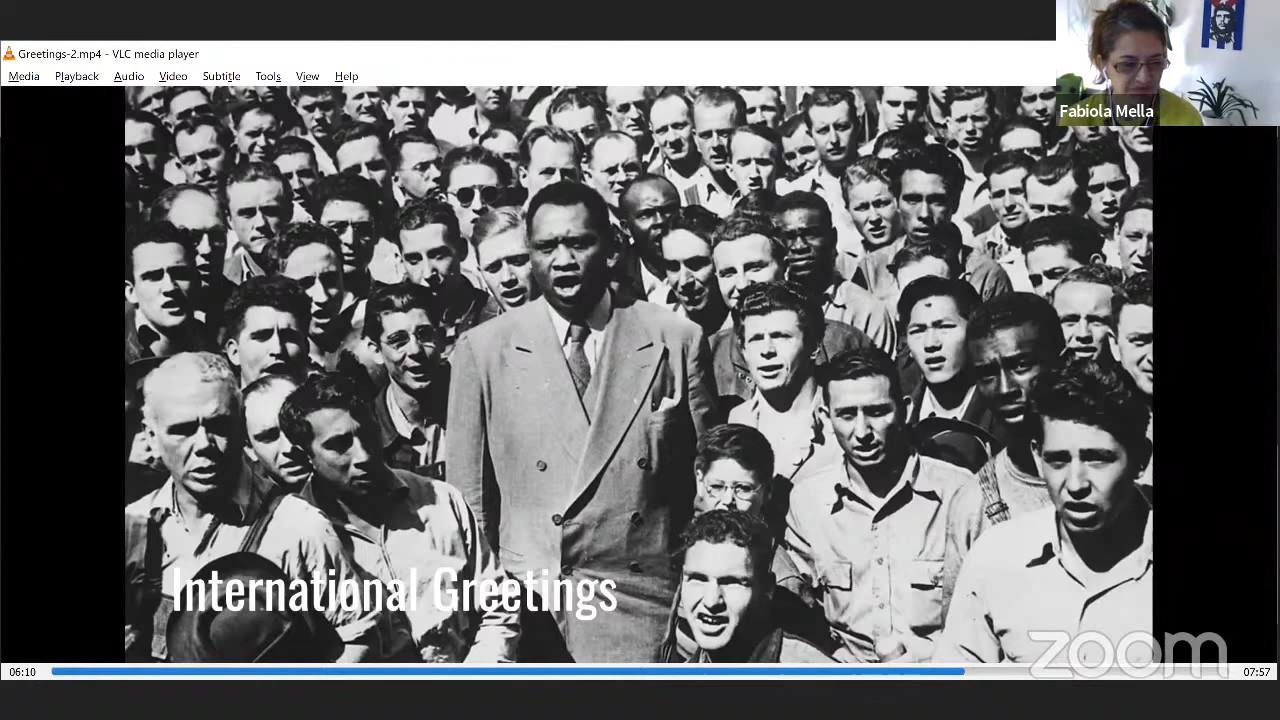 Greetings-2.mp4 - VLC media player
Media Playback Audio Video Subtitle Tools View Help
Fabiola Mella
International Greetings
zoom
06:10
07:57